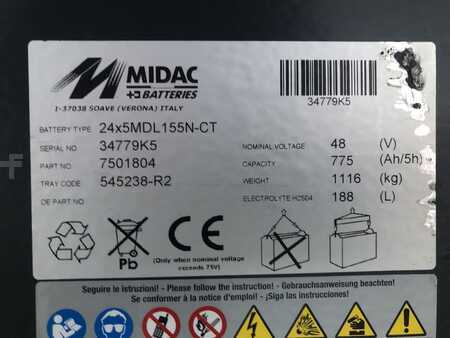 MIDAC
BATTERIES
I-37038 SOAVE (VERONA) ITALY
34779K5
BATTERY TYPE 24x5MDL155N-CT
SERIAL NO 34779K5
PART NO 7501804
TRAY CODE 545238-R2
OE PART NO
NOMINAL VOLTAGE 48 (V)
CAPACITY 775 (Ah/5h)
WEIGHT 1116 (kg)
ELECTROLYTE H2SO4 188 (L)
Pb
CE
(Only when nominal voltage
exceeds 75V)
Seguire le istruzioni! - Please follow the instructions! - Gebrauchsanweisung beachten!
Se conformer à la notice d'emploi! - ¡Siga las instrucciones!